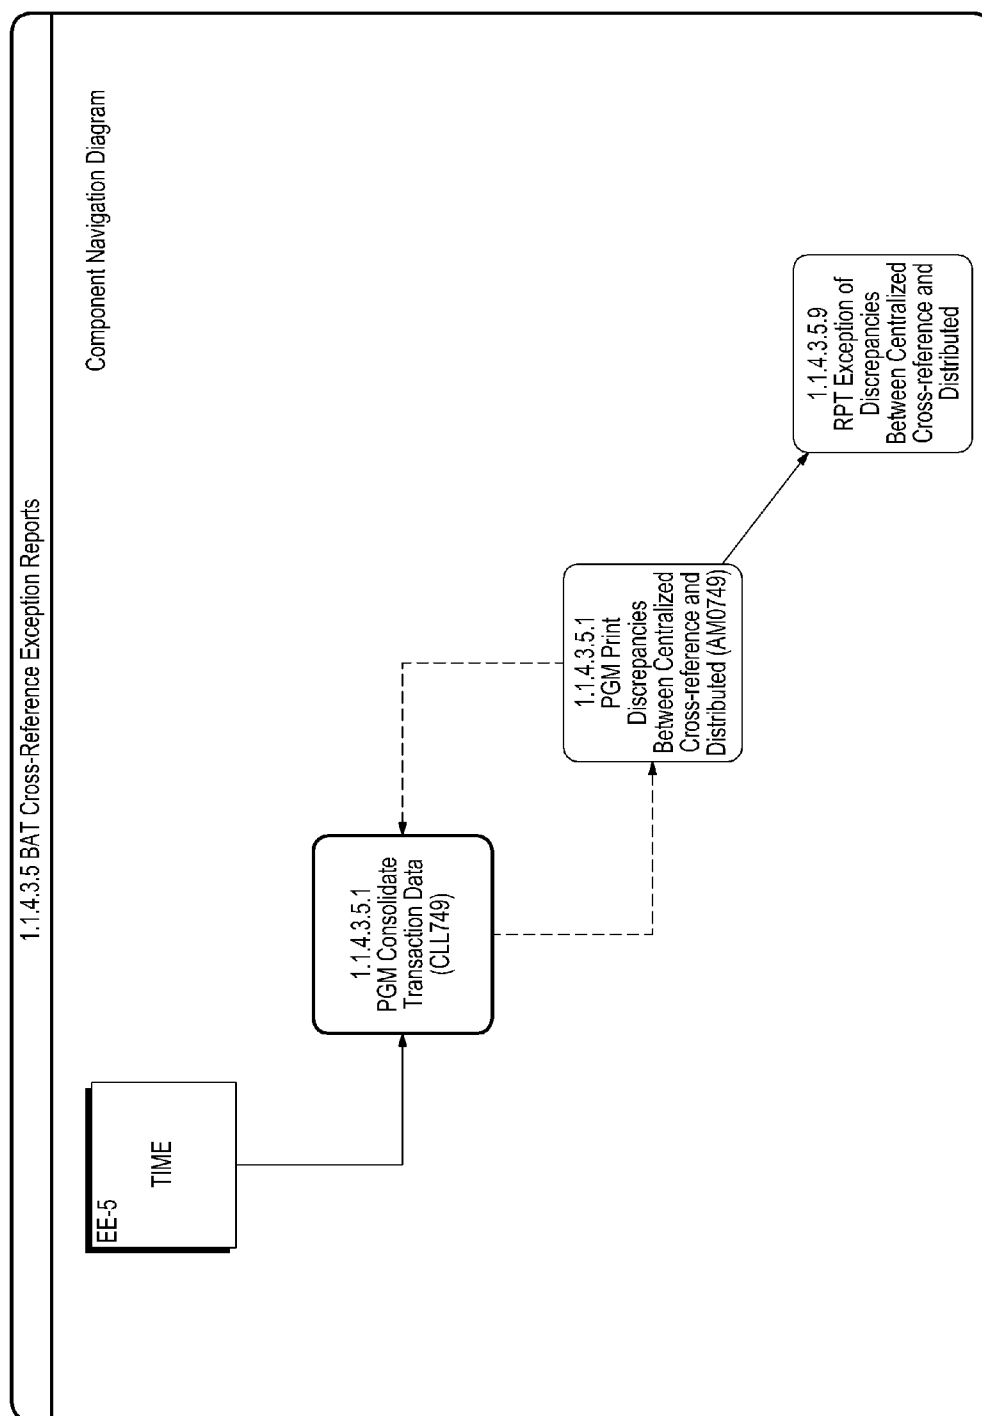 1.1.4.3.5 BAT Cross-Reference Exception Reports
Component Navigation Diagram
EE-5
TIME
1.1.4.3.5.1
PGM Consolidate
Transaction Data
(CLL749)
1.1.4.3.5.1
PGM Print
Discrepancies
Between Centralized
Cross-reference and
Distributed (AM0749)
1.1.4.3.5.9
RPT Exception of
Discrepancies
Between Centralized
Cross-reference and
Distributed